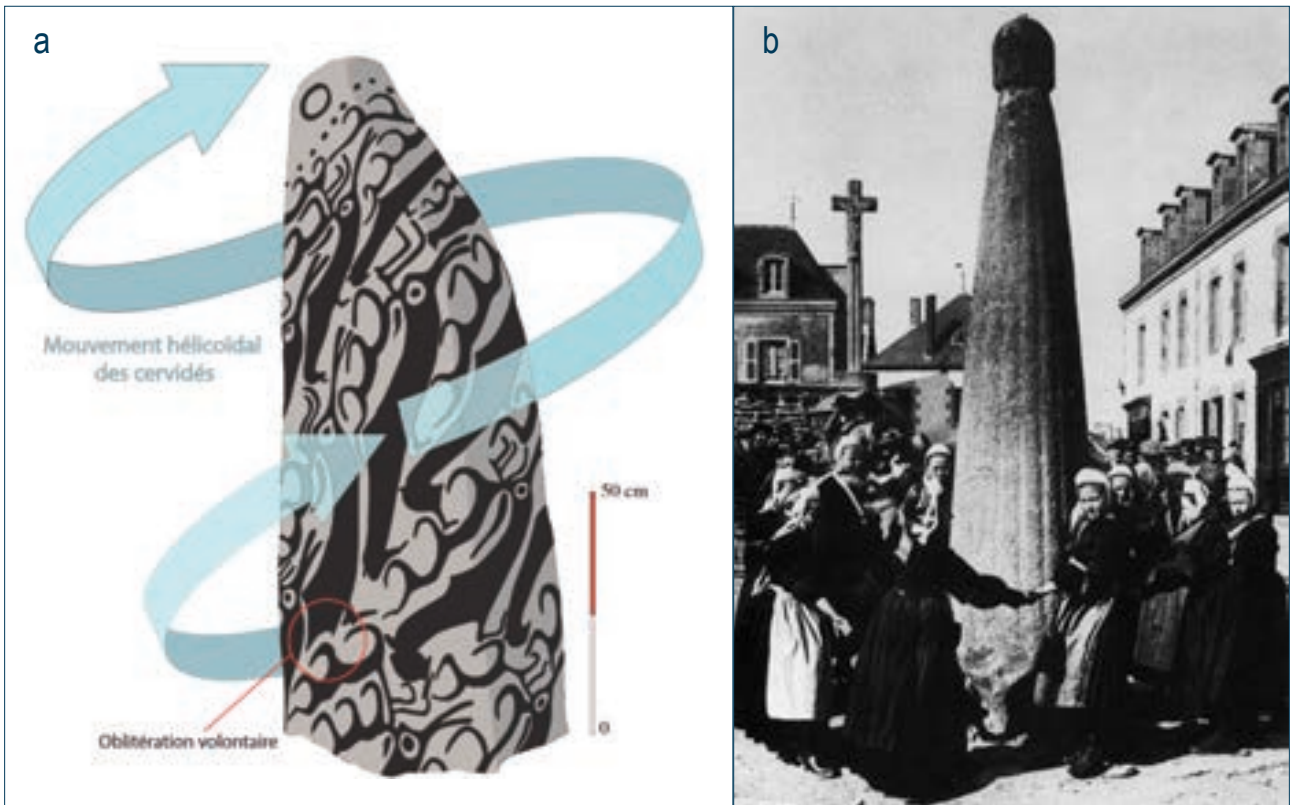 a
b
Mouvement hélicoïdal
des cervidés
50 cm
0
Oblitération volontaire